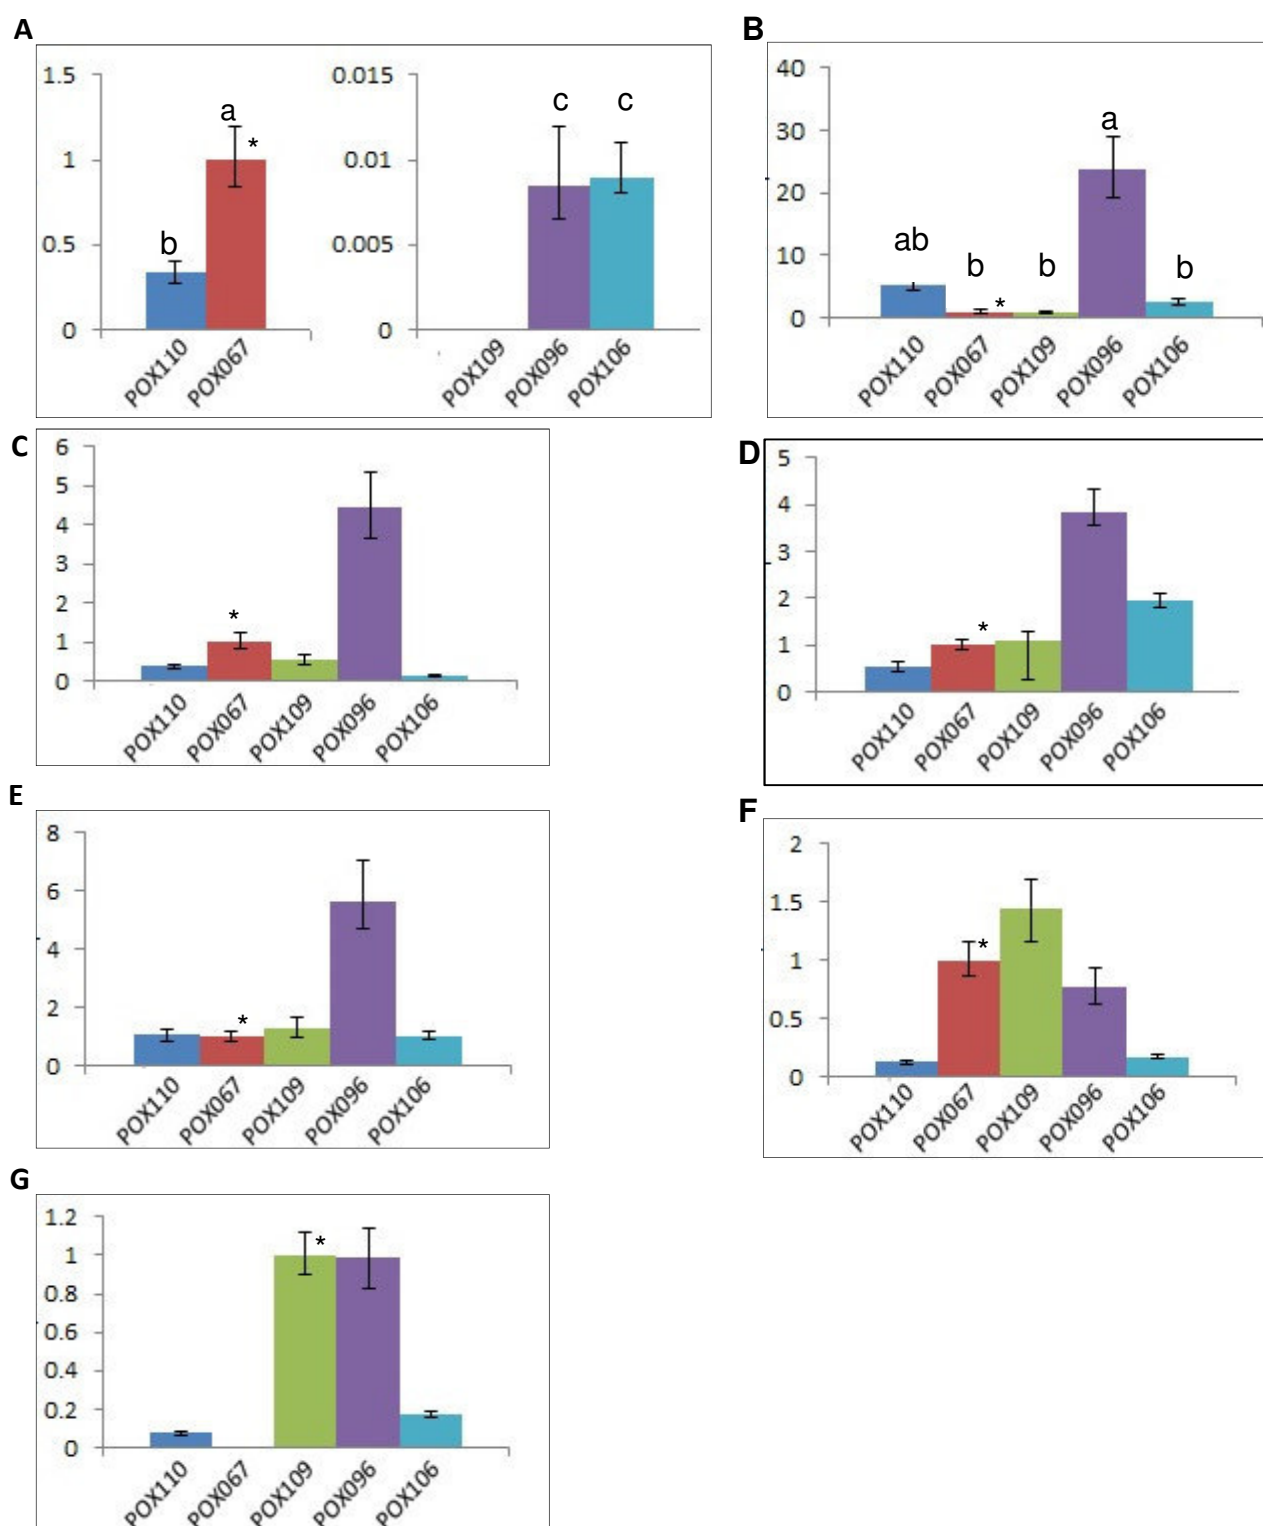 A
1.5
1
0.5
0
b
a
*
POX110
POX067
0.015
0.01
0.005
0
c
c
POX109
POX096
POX106
B
40
30
20
10
0
ab
b
*
b
a
b
POX110
POX067
POX109
POX096
POX106
C
6
5
4
3
2
1
0
*
POX110
POX067
POX109
POX096
POX106
D
5
4
3
2
1
0
*
POX110
POX067
POX109
POX096
POX106
E
8
6
4
2
0
*
POX110
POX067
POX109
POX096
POX106
F
2
1.5
1
0.5
0
*
POX110
POX067
POX109
POX096
POX106
G
1.2
1
0.8
0.6
0.4
0.2
0
*
POX110
POX067
POX109
POX096
POX106